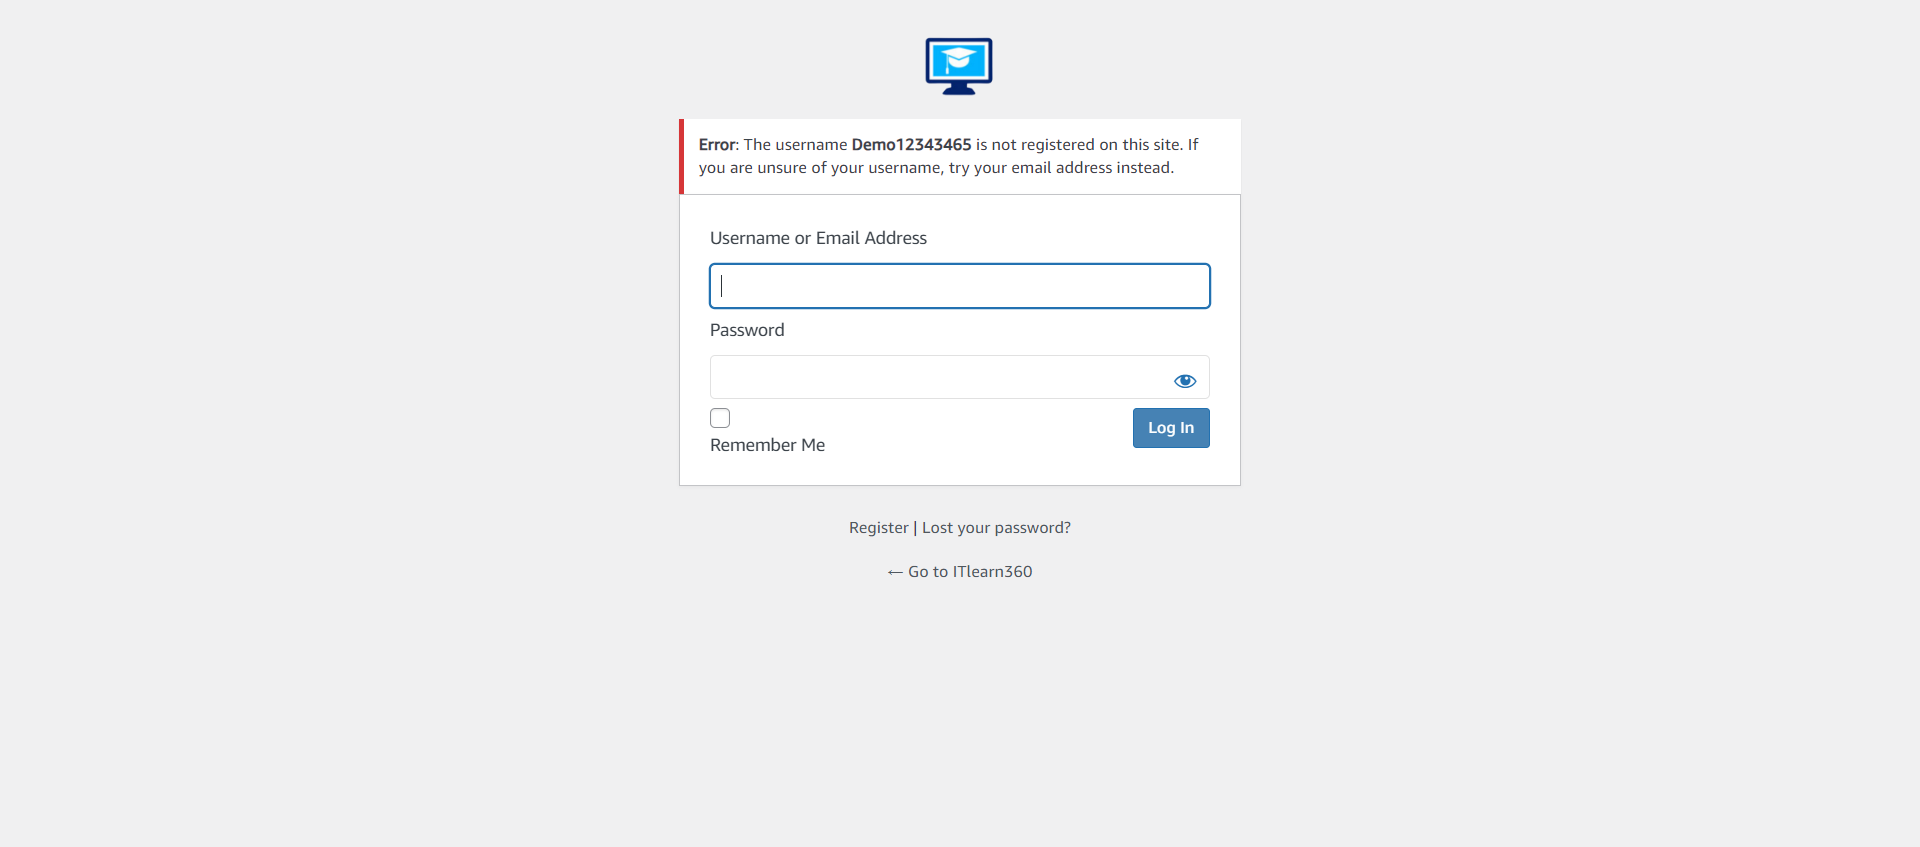 Error: The username Demo12343465 is not registered on this site. If
you are unsure of your username, try your email address instead.
Username or Email Address
Password
Remember Me
Log In
Register | Lost your password?
← Go to ITlearn360